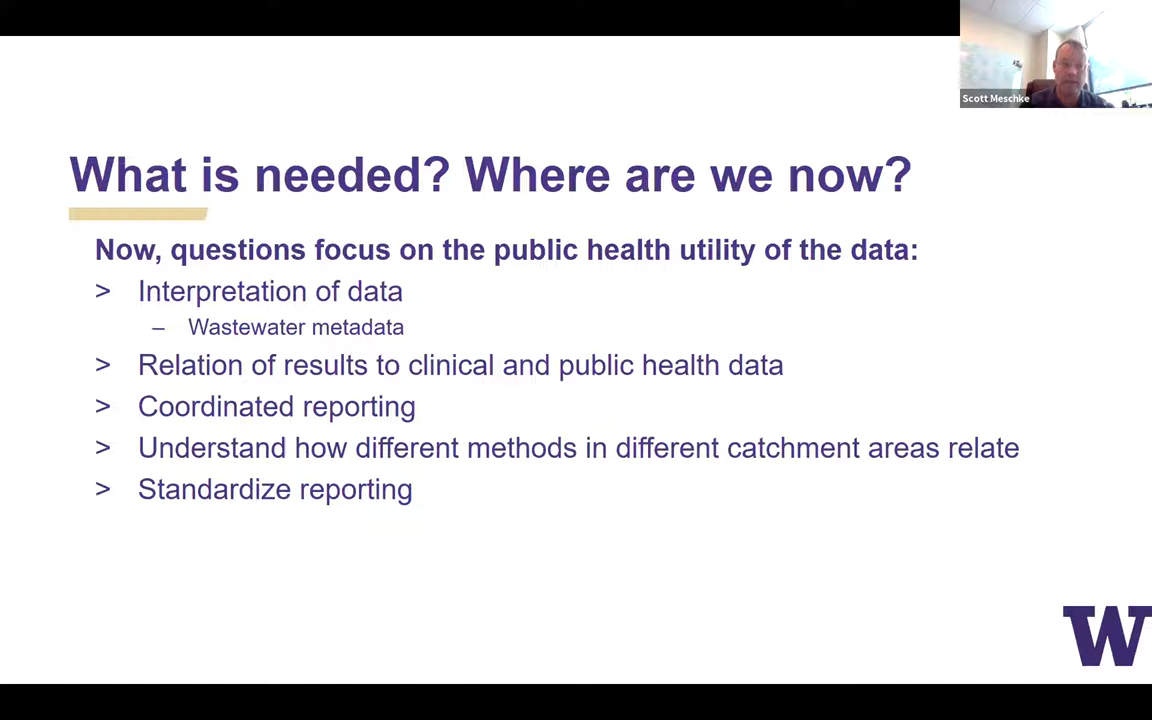 Scott Meschke
What is needed? Where are we now?
Now, questions focus on the public health utility of the data:
> Interpretation of data
– Wastewater metadata
> Relation of results to clinical and public health data
> Coordinated reporting
> Understand how different methods in different catchment areas relate
> Standardize reporting
W